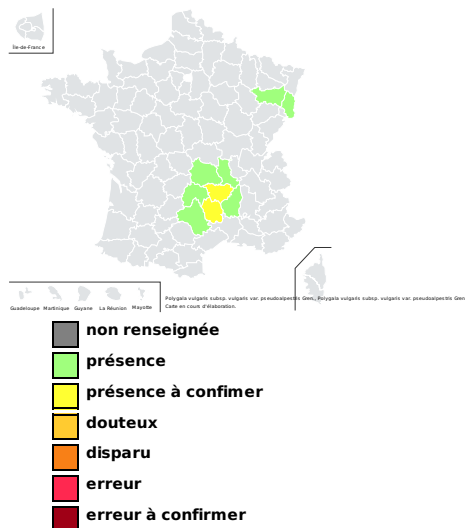 Île-de-France
Guadeloupe Martinique Guyane La Réunion Mayotte
Polygala vulgaris subsp. vulgaris var. pseudoalpestris Gren., Polygala vulgaris subsp. vulgaris var. pseudoalpestris Gren
Carte en cours d'élaboration.
non renseignée
présence
présence à confimer
douteux
disparu
erreur
erreur à confirmer